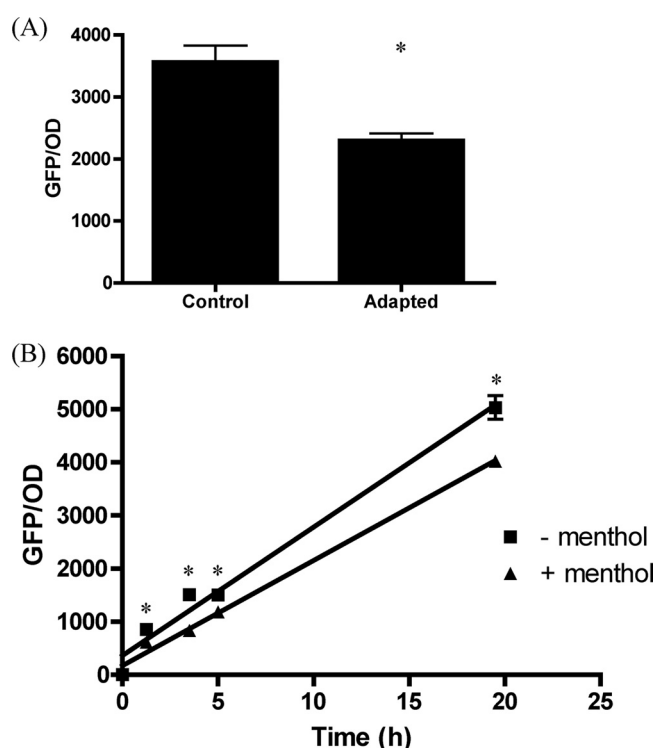 (A)
*
4000
3000
2000
1000
0
GFP/OD
Control Adapted
(B)
6000
5000
4000
3000
2000
1000
0
GFP/OD
* * * *
- menthol
+ menthol
0 5 10 15 20 25
Time (h)